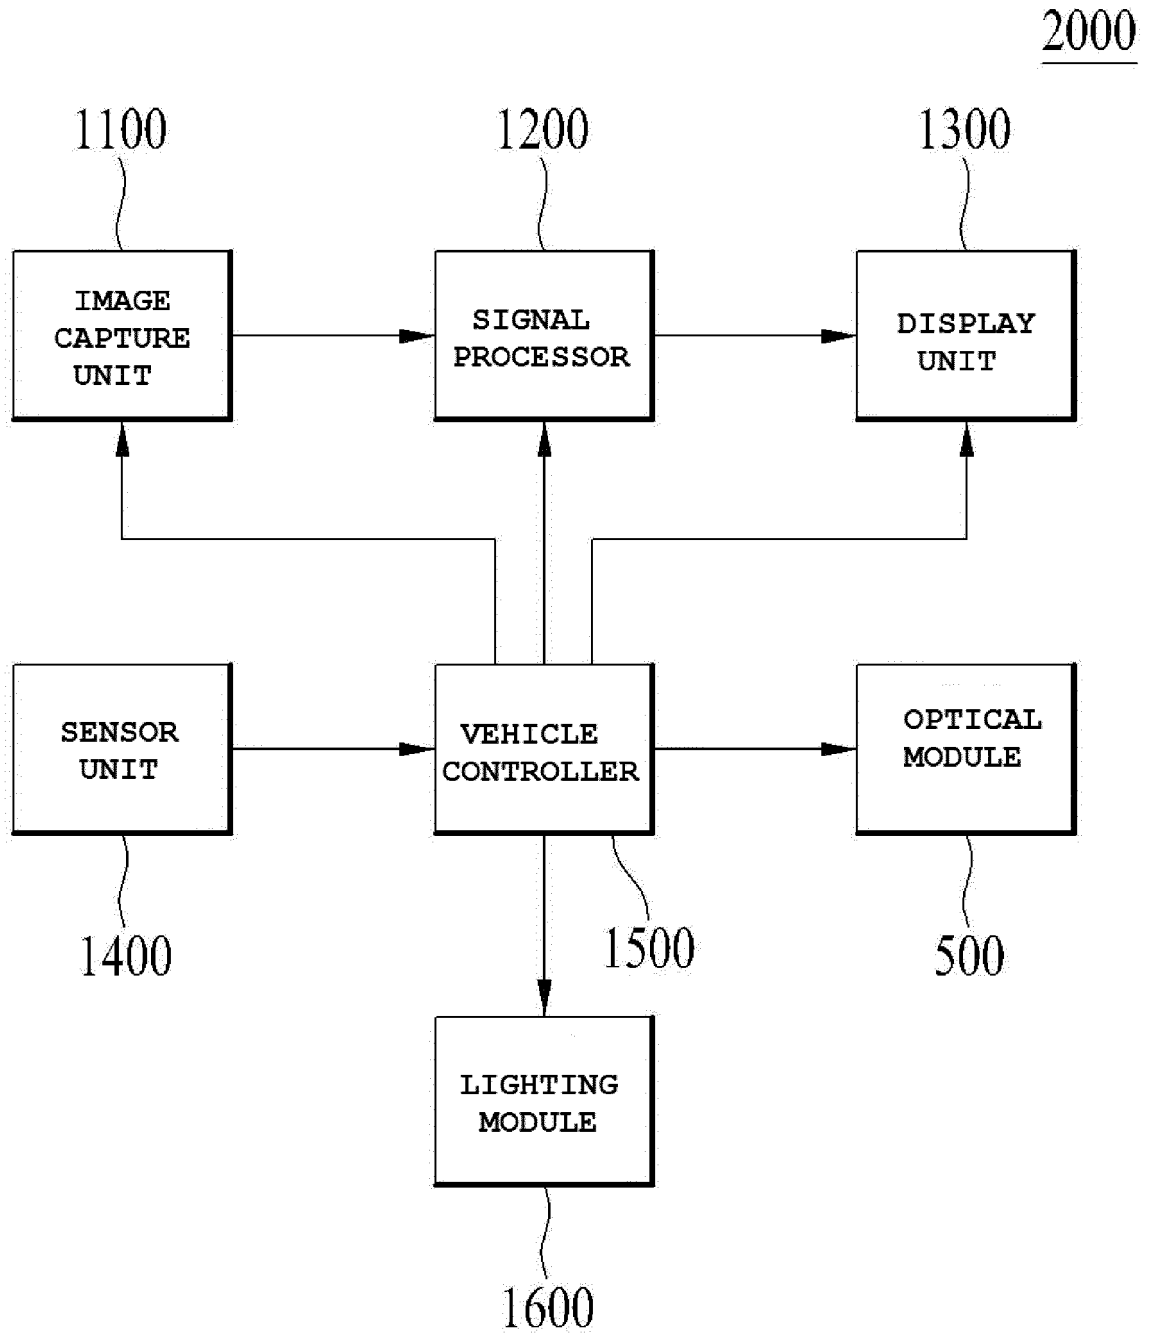 2000
1100
1200
1300
IMAGE
CAPTURE
UNIT
SIGNAL
PROCESSOR
DISPLAY
UNIT
SENSOR
UNIT
VEHICLE
CONTROLLER
OPTICAL
MODULE
1400
1500
500
LIGHTING
MODULE
1600